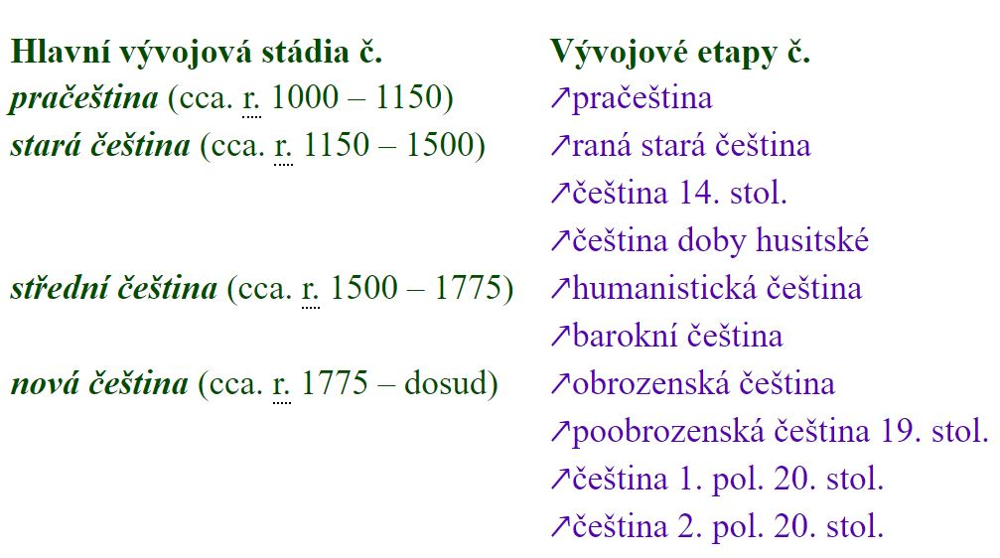 Hlavní vývojová stádia č. Vývojové etapy č.
pračeština (cca. r. 1000 – 1150) ↗pračeština
stará čeština (cca. r. 1150 – 1500) ↗raná stará čeština
↗čeština 14. stol.
↗čeština doby husitské
střední čeština (cca. r. 1500 – 1775) ↗humanistická čeština
↗barokní čeština
nová čeština (cca. r. 1775 – dosud) ↗obrozenská čeština
↗poobrozenská čeština 19. stol.
↗čeština 1. pol. 20. stol.
↗čeština 2. pol. 20. stol.